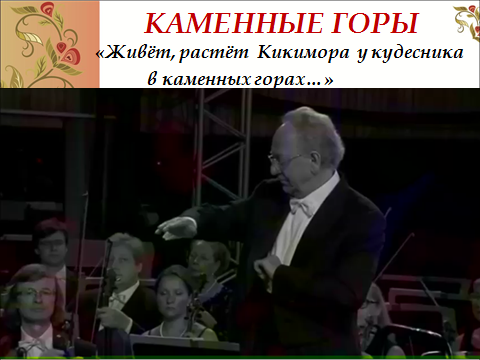 КАМЕННЫЕ ГОРЫ
«Живёт, растёт Кикимора у кудесника
в каменных горах…»